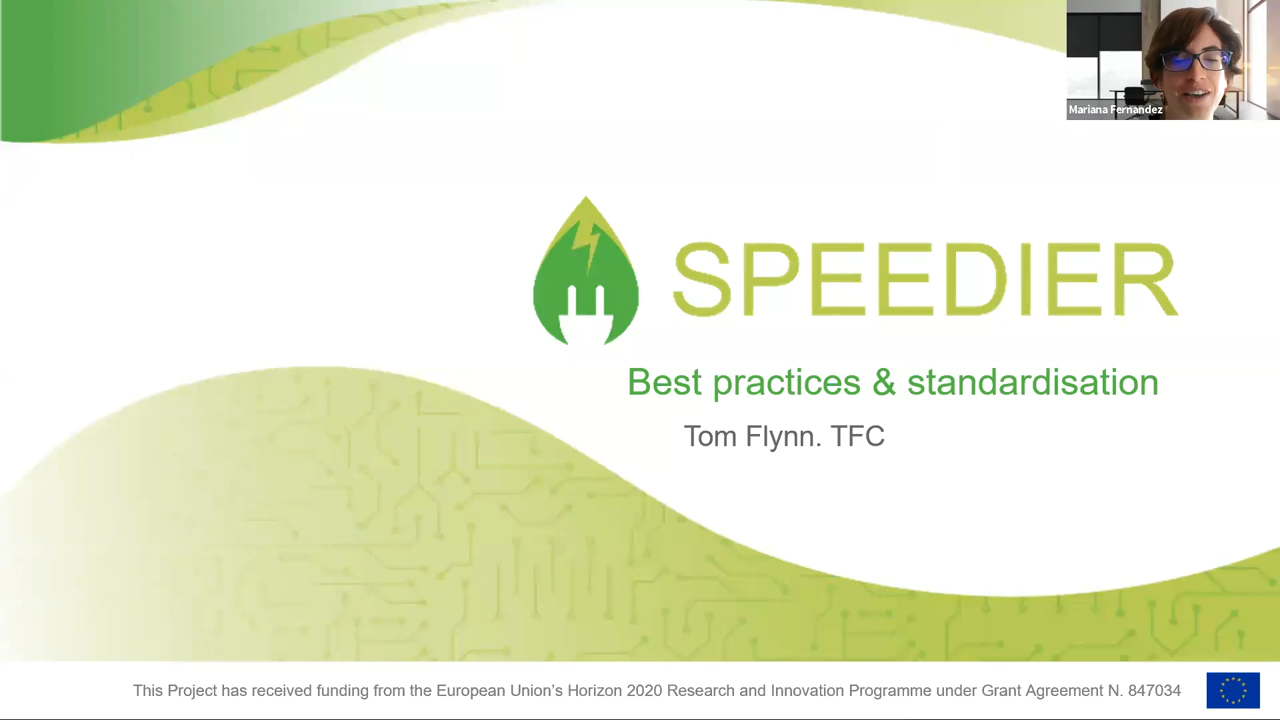 Mariana Fernandez
SPEEDIER
Best practices & standardisation
Tom Flynn. TFC
This Project has received funding from the European Union's Horizon 2020 Research and Innovation Programme under Grant Agreement N. 847034